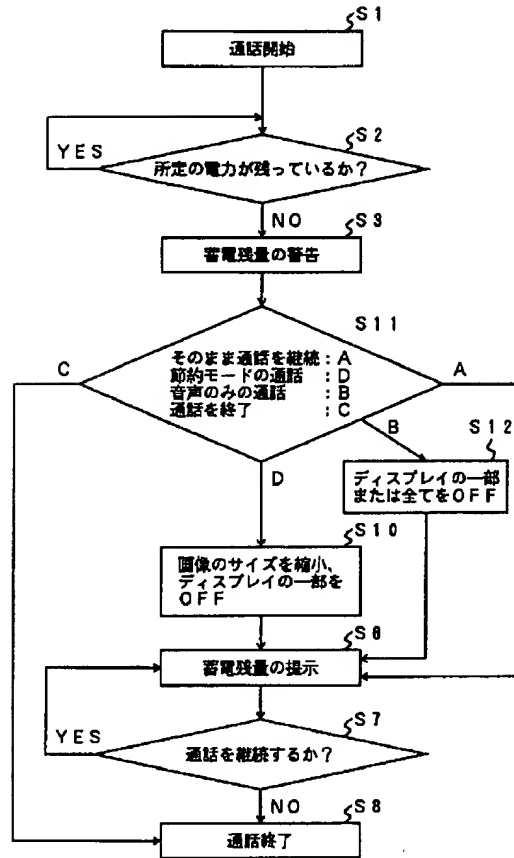 S1
通話開始
S2
YES
所定の電力が残っているか?
NO
S3
蓄電残量の警告
S11
C
そのまま通話を継続:A
節約モードの通話 :D
音声のみの通話 :B
通話を終了 :C
A
B
S12
ディスプレイの一部
または全てをOFF
D
S10
画像のサイズを縮小、
ディスプレイの一部を
OFF
S6
蓄電残量の提示
S7
YES
通話を継続するか?
NO
S8
通話終了